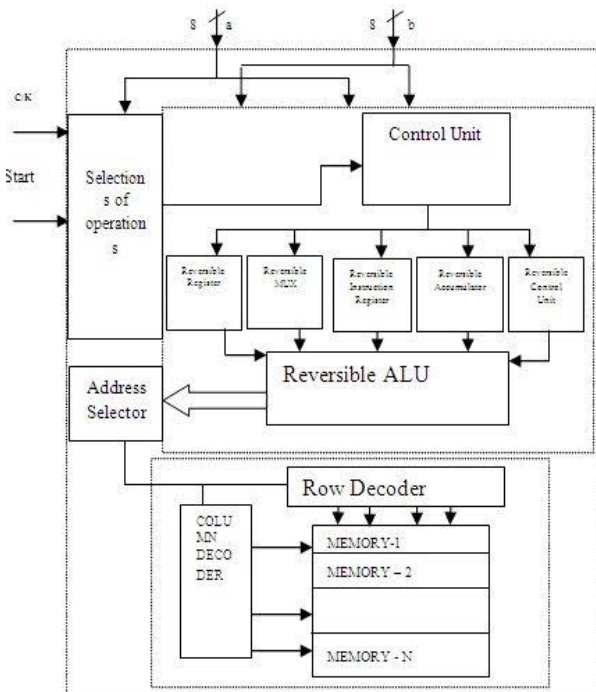 8 a
8 b
c/K
Start
Selection
s of
operation
s
Control Unit
Reversible
Register
Reversible
MUX
Reversible
Instruction
Register
Reversible
Accumulator
Reversible
Control
Unit
Reversible ALU
Address
Selector
Row Decoder
COLU
MN
DECO
DER
MEMORY-1
MEMORY – 2
MEMORY - N